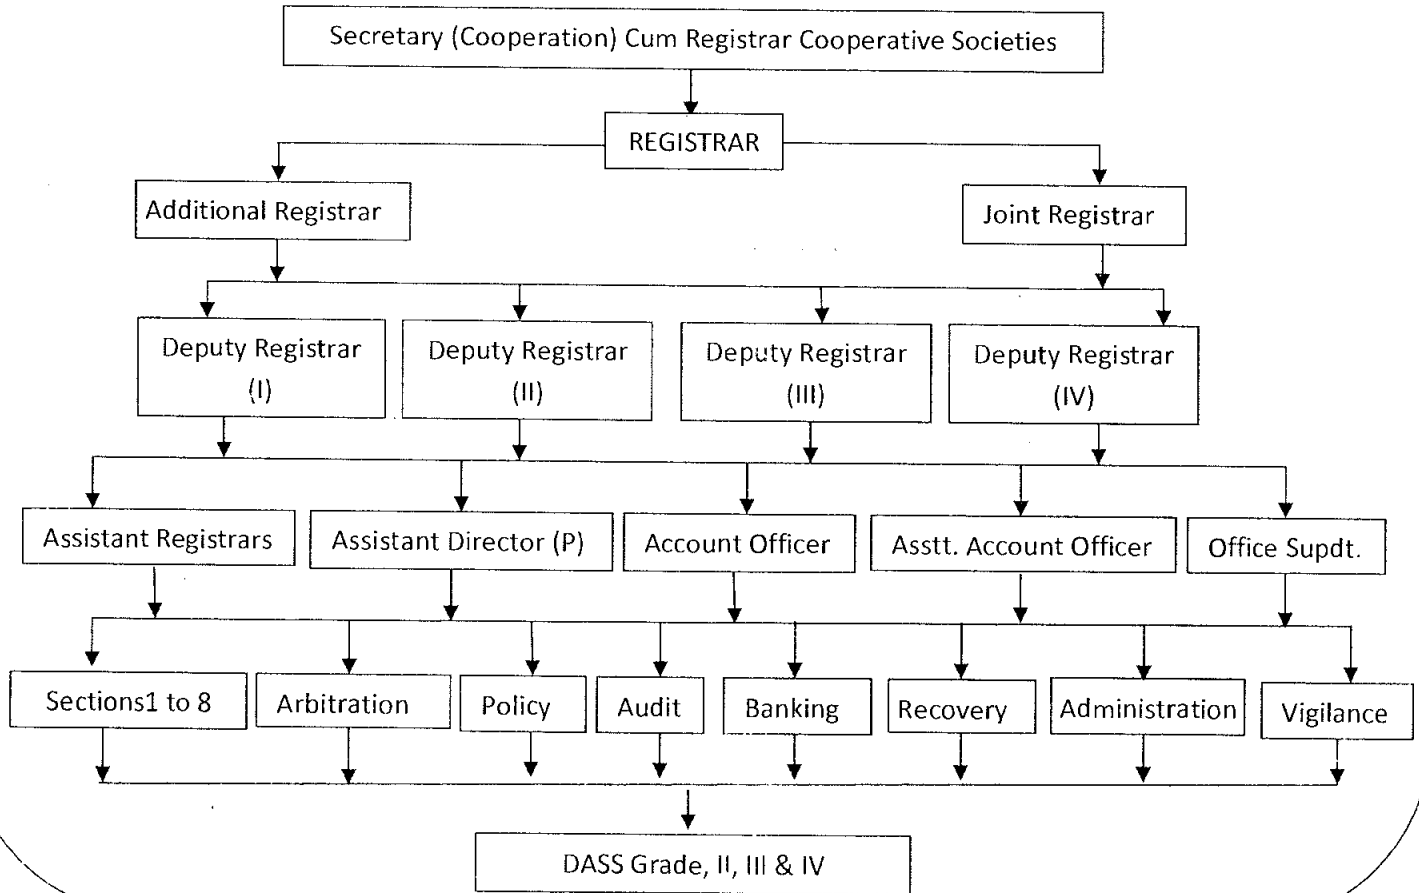 Secretary (Cooperation) Cum Registrar Cooperative Societies
REGISTRAR
Additional Registrar
Joint Registrar
Deputy Registrar
(I)
Deputy Registrar
(II)
Deputy Registrar
(III)
Deputy Registrar
(IV)
Assistant Registrars
Assistant Director (P)
Account Officer
Asstt. Account Officer
Office Supdt.
Sections1 to 8
Arbitration
Policy
Audit
Banking
Recovery
Administration
Vigilance
DASS Grade, II, III & IV